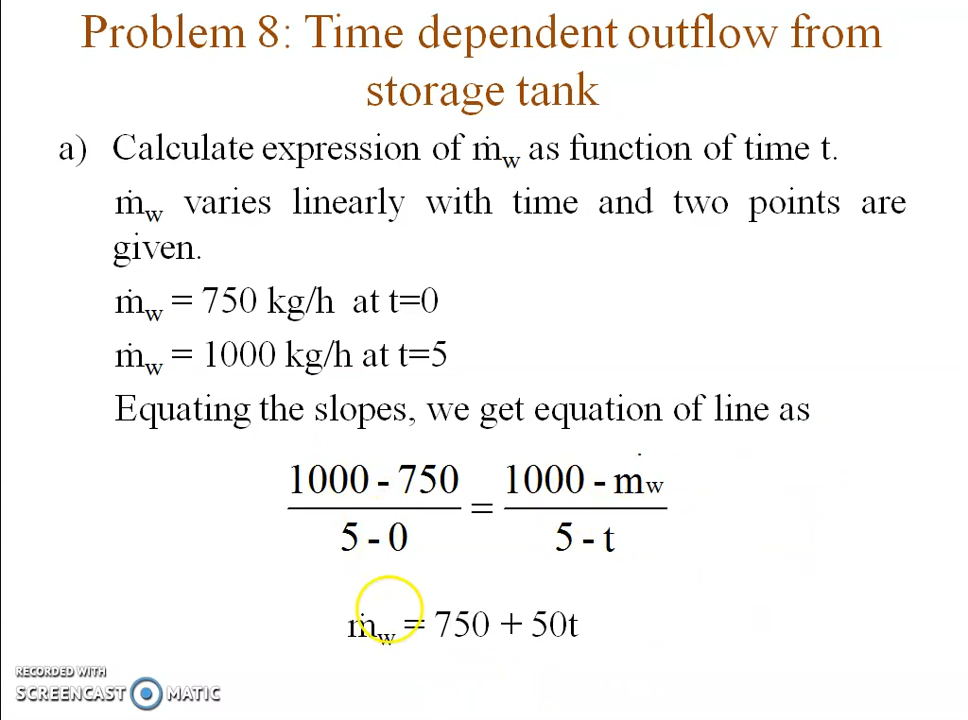 Problem 8: Time dependent outflow from
storage tank
a) Calculate expression of ṁw as function of time t.
ṁw varies linearly with time and two points are
given.
ṁw = 750 kg/h at t=0
ṁw = 1000 kg/h at t=5
Equating the slopes, we get equation of line as
1000 - 750 / 5 - 0 = 1000 - ṁw / 5 - t
ṁw = 750 + 50t
RECORDED WITH
SCREENCAST MATIC